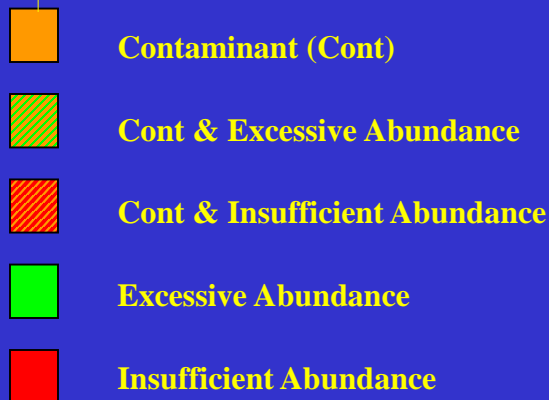 Contaminant (Cont)
Cont & Excessive Abundance
Cont & Insufficient Abundance
Excessive Abundance
Insufficient Abundance